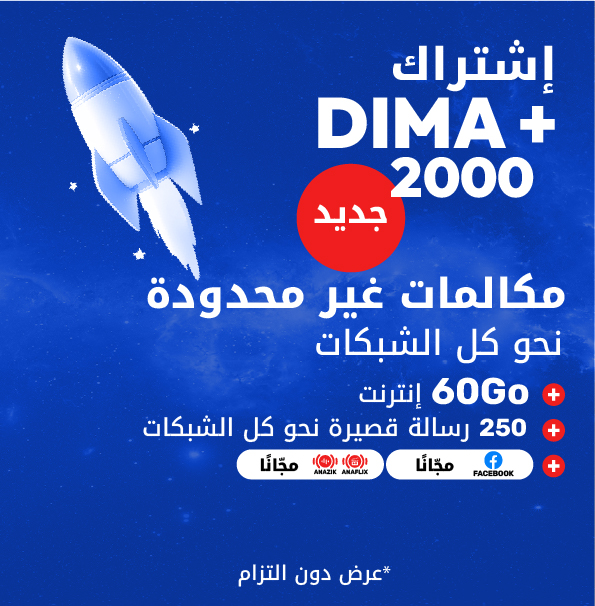 إشتراك
DIMA +
2000
جديد
مكالمات غير محدودة
نحو كل الشبكات
60Go إنترنت
250 رسالة قصيرة نحو كل الشبكات
FACEBOOK مجّانًا
ANAFLIX ANAZIK مجّانًا
*عرض دون التزام